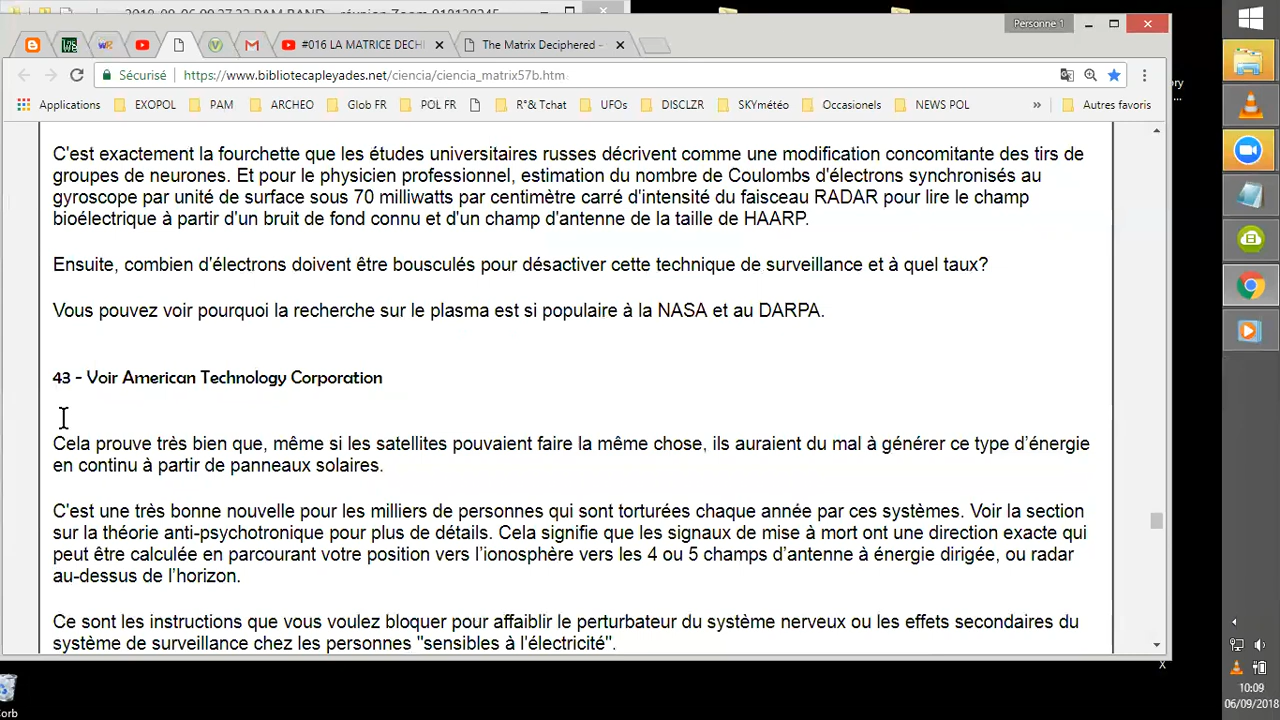 Personne 1
#016 LA MATRICE DECHI
The Matrix Deciphered -
Sécurisé
https://www.bibliotecapleyades.net/ciencia/ciencia_matrix57b.htm
Applications
EXOPOL
PAM
ARCHEO
Glob FR
POL FR
R°& Tchat
UFOs
DISCLZR
SKYmétéo
Occasionels
NEWS POL
»
Autres favoris
C'est exactement la fourchette que les études universitaires russes décrivent comme une modification concomitante des tirs de
groupes de neurones. Et pour le physicien professionnel, estimation du nombre de Coulombs d'électrons synchronisés au
gyroscope par unité de surface sous 70 milliwatts par centimètre carré d'intensité du faisceau RADAR pour lire le champ
bioélectrique à partir d'un bruit de fond connu et d'un champ d'antenne de la taille de HAARP.
Ensuite, combien d'électrons doivent être bousculés pour désactiver cette technique de surveillance et à quel taux?
Vous pouvez voir pourquoi la recherche sur le plasma est si populaire à la NASA et au DARPA.
43 - Voir American Technology Corporation
Cela prouve très bien que, même si les satellites pouvaient faire la même chose, ils auraient du mal à générer ce type d'énergie
en continu à partir de panneaux solaires.
C'est une très bonne nouvelle pour les milliers de personnes qui sont torturées chaque année par ces systèmes. Voir la section
sur la théorie anti-psychotronique pour plus de détails. Cela signifie que les signaux de mise à mort ont une direction exacte qui
peut être calculée en parcourant votre position vers l'ionosphère vers les 4 ou 5 champs d'antenne à énergie dirigée, ou radar
au-dessus de l'horizon.
Ce sont les instructions que vous voulez bloquer pour affaiblir le perturbateur du système nerveux ou les effets secondaires du
système de surveillance chez les personnes "sensibles à l'électricité".
10:09
06/09/2018